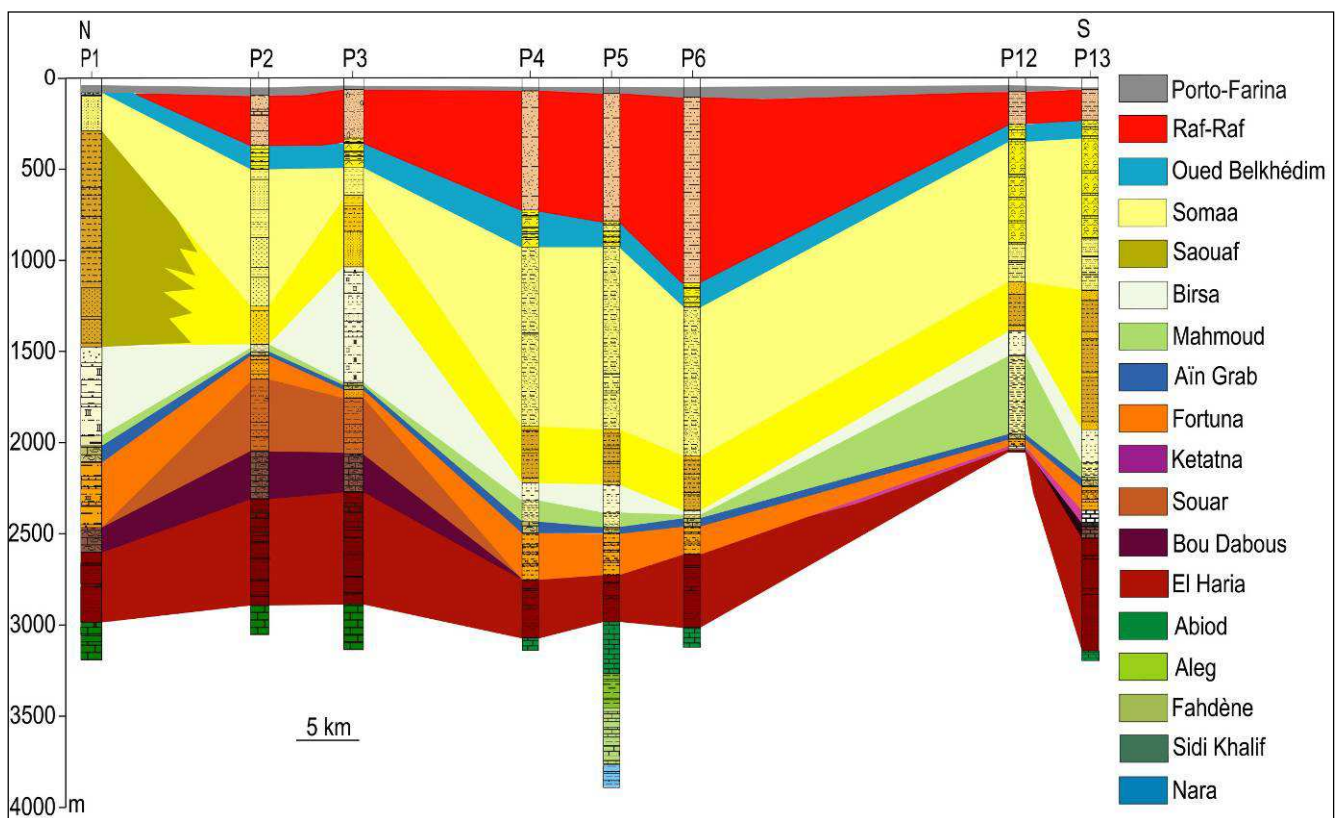 N S
P1 P2 P3 P4 P5 P6 P12 P13
0
500
1000
1500
2000
2500
3000
3500
4000 m
5 km
Porto-Farina
Raf-Raf
Oued Belkhédim
Somaa
Saouaf
Birsa
Mahmoud
Aïn Grab
Fortuna
Ketatna
Souar
Bou Dabous
El Haria
Abiod
Aleg
Fahdène
Sidi Khalif
Nara